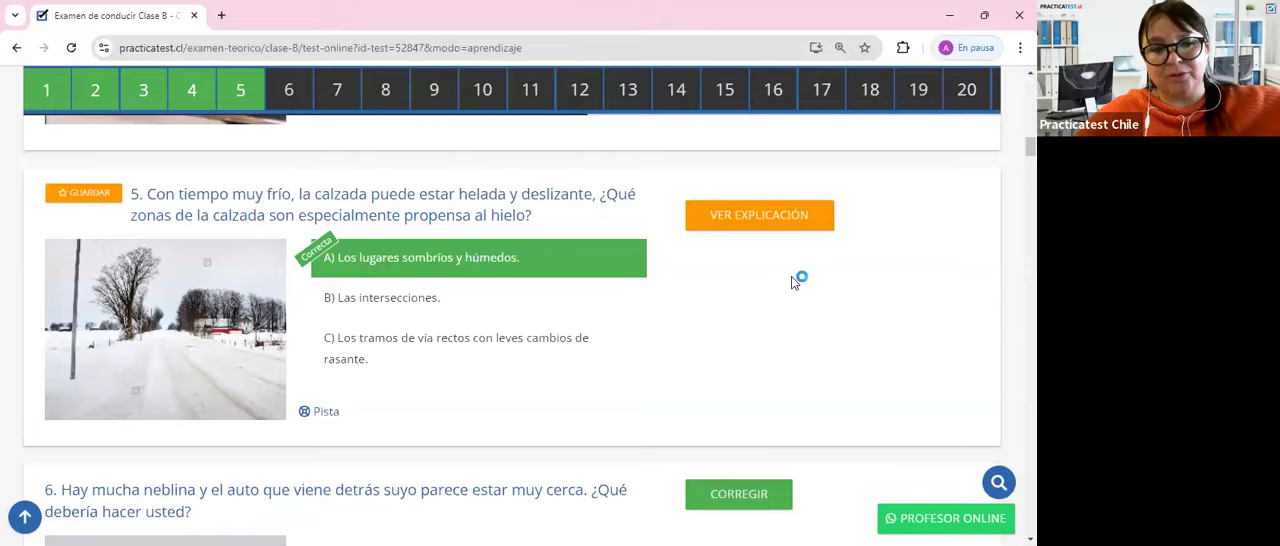 Examen de conducir Clase B - C
practicatest.cl/examen-teorico/clase-B/test-online?id-test=52847&modo=aprendizaje
A En pausa
1 2 3 4 5 6 7 8 9 10 11 12 13 14 15 16 17 18 19 20
GUARDAR
5. Con tiempo muy frío, la calzada puede estar helada y deslizante, ¿Qué
zonas de la calzada son especialmente propensa al hielo?
VER EXPLICACIÓN
Correcta
A) Los lugares sombríos y húmedos.
B) Las intersecciones.
C) Los tramos de vía rectos con leves cambios de
rasante.
Pista
6. Hay mucha neblina y el auto que viene detrás suyo parece estar muy cerca. ¿Qué
debería hacer usted?
CORREGIR
PROFESOR ONLINE
PRACTICATEST.cl
Practicatest Chile